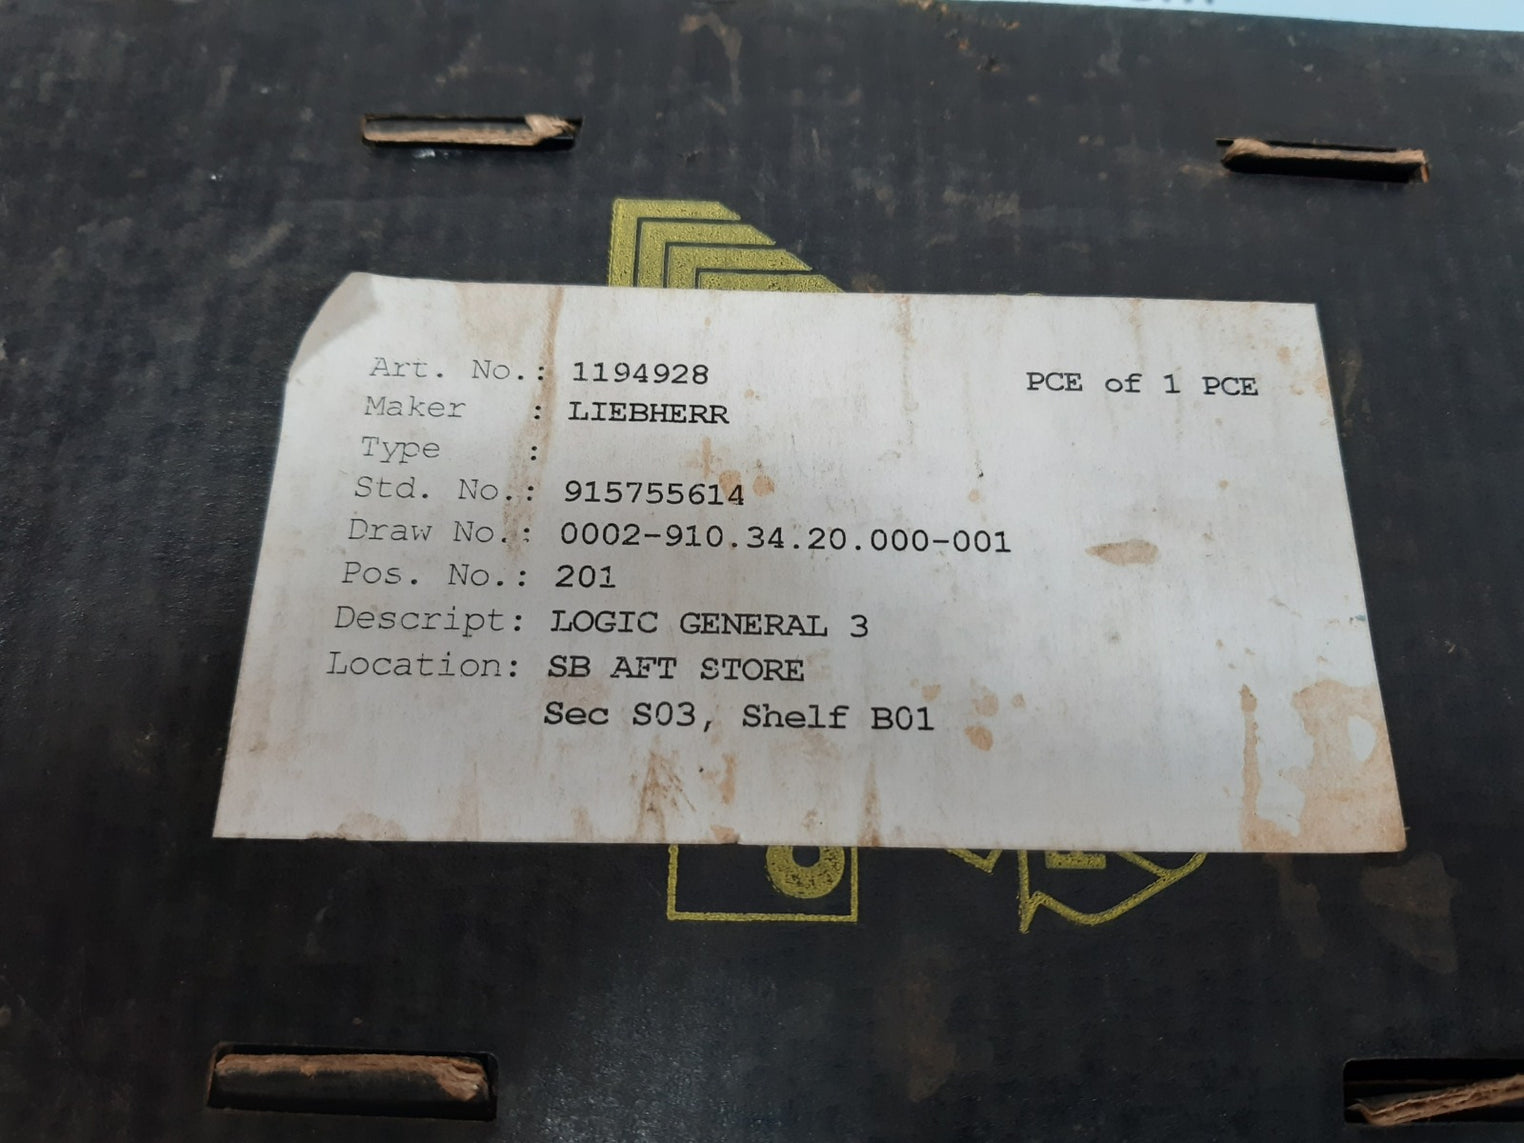 Art. No.: 1194928 PCE of 1 PCE
Maker : LIEBHERR
Type :
Std. No.: 915755614
Draw No.: 0002-910.34.20.000-001
Pos. No.: 201
Descript: LOGIC GENERAL 3
Location: SB AFT STORE
Sec S03, Shelf B01